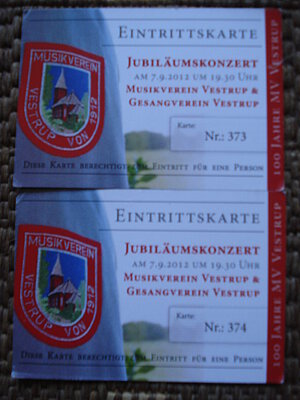 EINTRITTSKARTE
JUBILÄUMSKONZERT
AM 7.9.2012 UM 19.30 UHR
MUSIKVEREIN VESTRUP &
GESANGVEREIN VESTRUP
Karte
Nr.: 373
DIESE KARTE BERECHTIGT ZUM EINTRITT FÜR EINE PERSON
100 JAHRE MV VESTRUP
MUSIKVEREIN
VESTRUP VON 1912
EINTRITTSKARTE
JUBILÄUMSKONZERT
AM 7.9.2012 UM 19.30 UHR
MUSIKVEREIN VESTRUP &
GESANGVEREIN VESTRUP
Karte:
Nr.: 374
DIESE KARTE BERECHTIGT ZUM EINTRITT FÜR EINE PERSON
100 JAHRE MV VESTRUP
MUSIKVEREIN
VESTRUP VON 1912